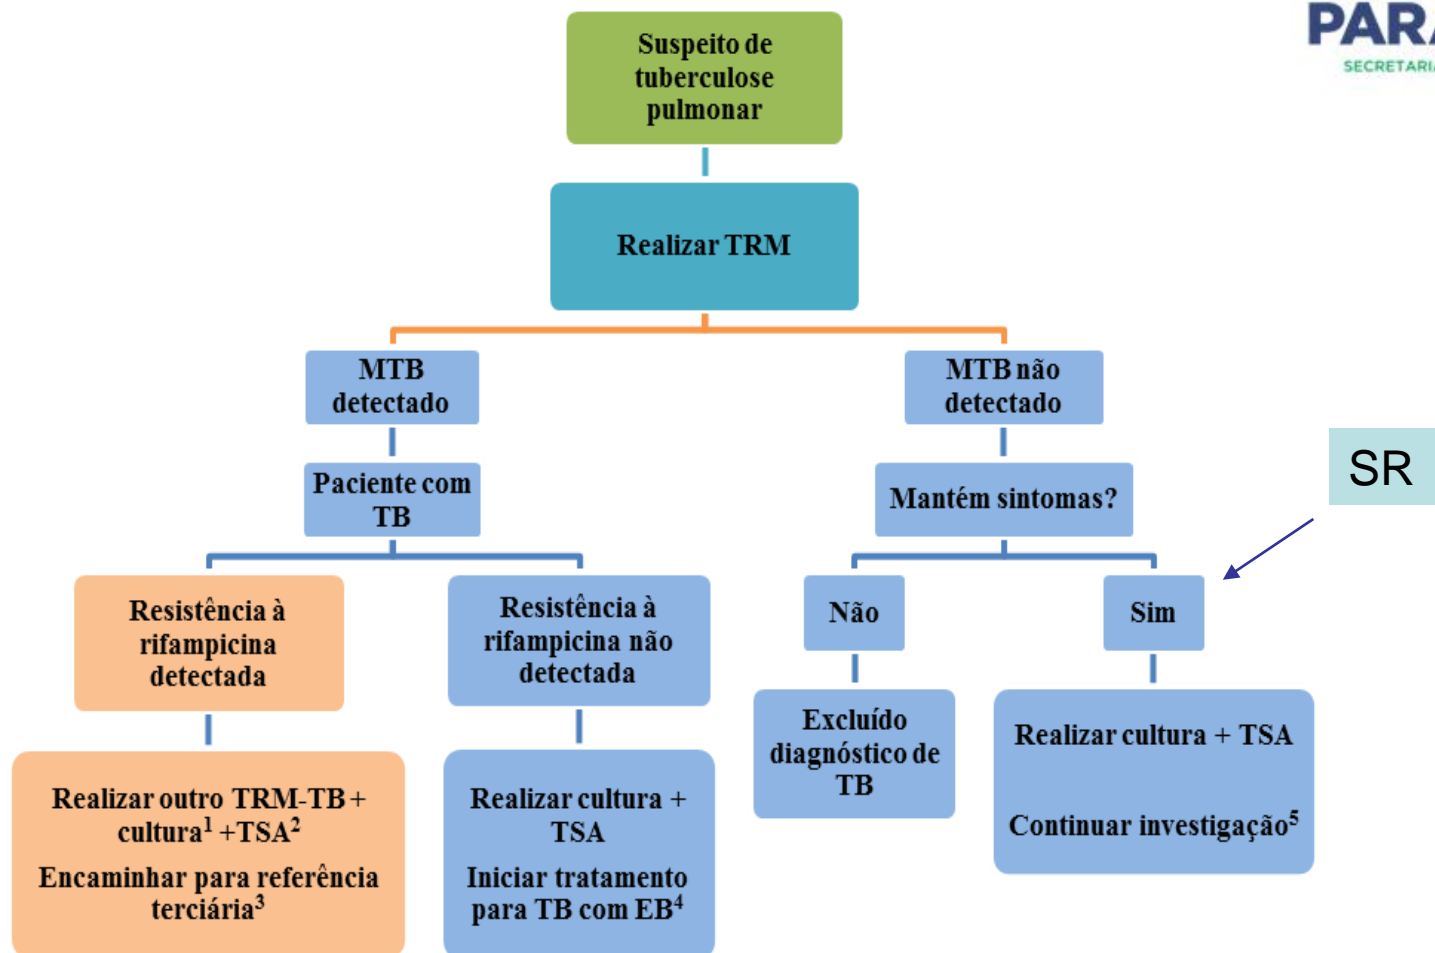 PARA
SECRETARIA
Suspeito de
tuberculose
pulmonar
Realizar TRM
MTB
detectado
MTB não
detectado
SR
Paciente com
TB
Mantém sintomas?
Resistência à
rifampicina
detectada
Resistência à
rifampicina não
detectada
Não
Sim
Realizar outro TRM-TB +
cultura¹ +TSA²
Encaminhar para referência
terciária³
Realizar cultura +
TSA
Iniciar tratamento
para TB com EB⁴
Excluído
diagnóstico de
TB
Realizar cultura + TSA
Continuar investigação⁵